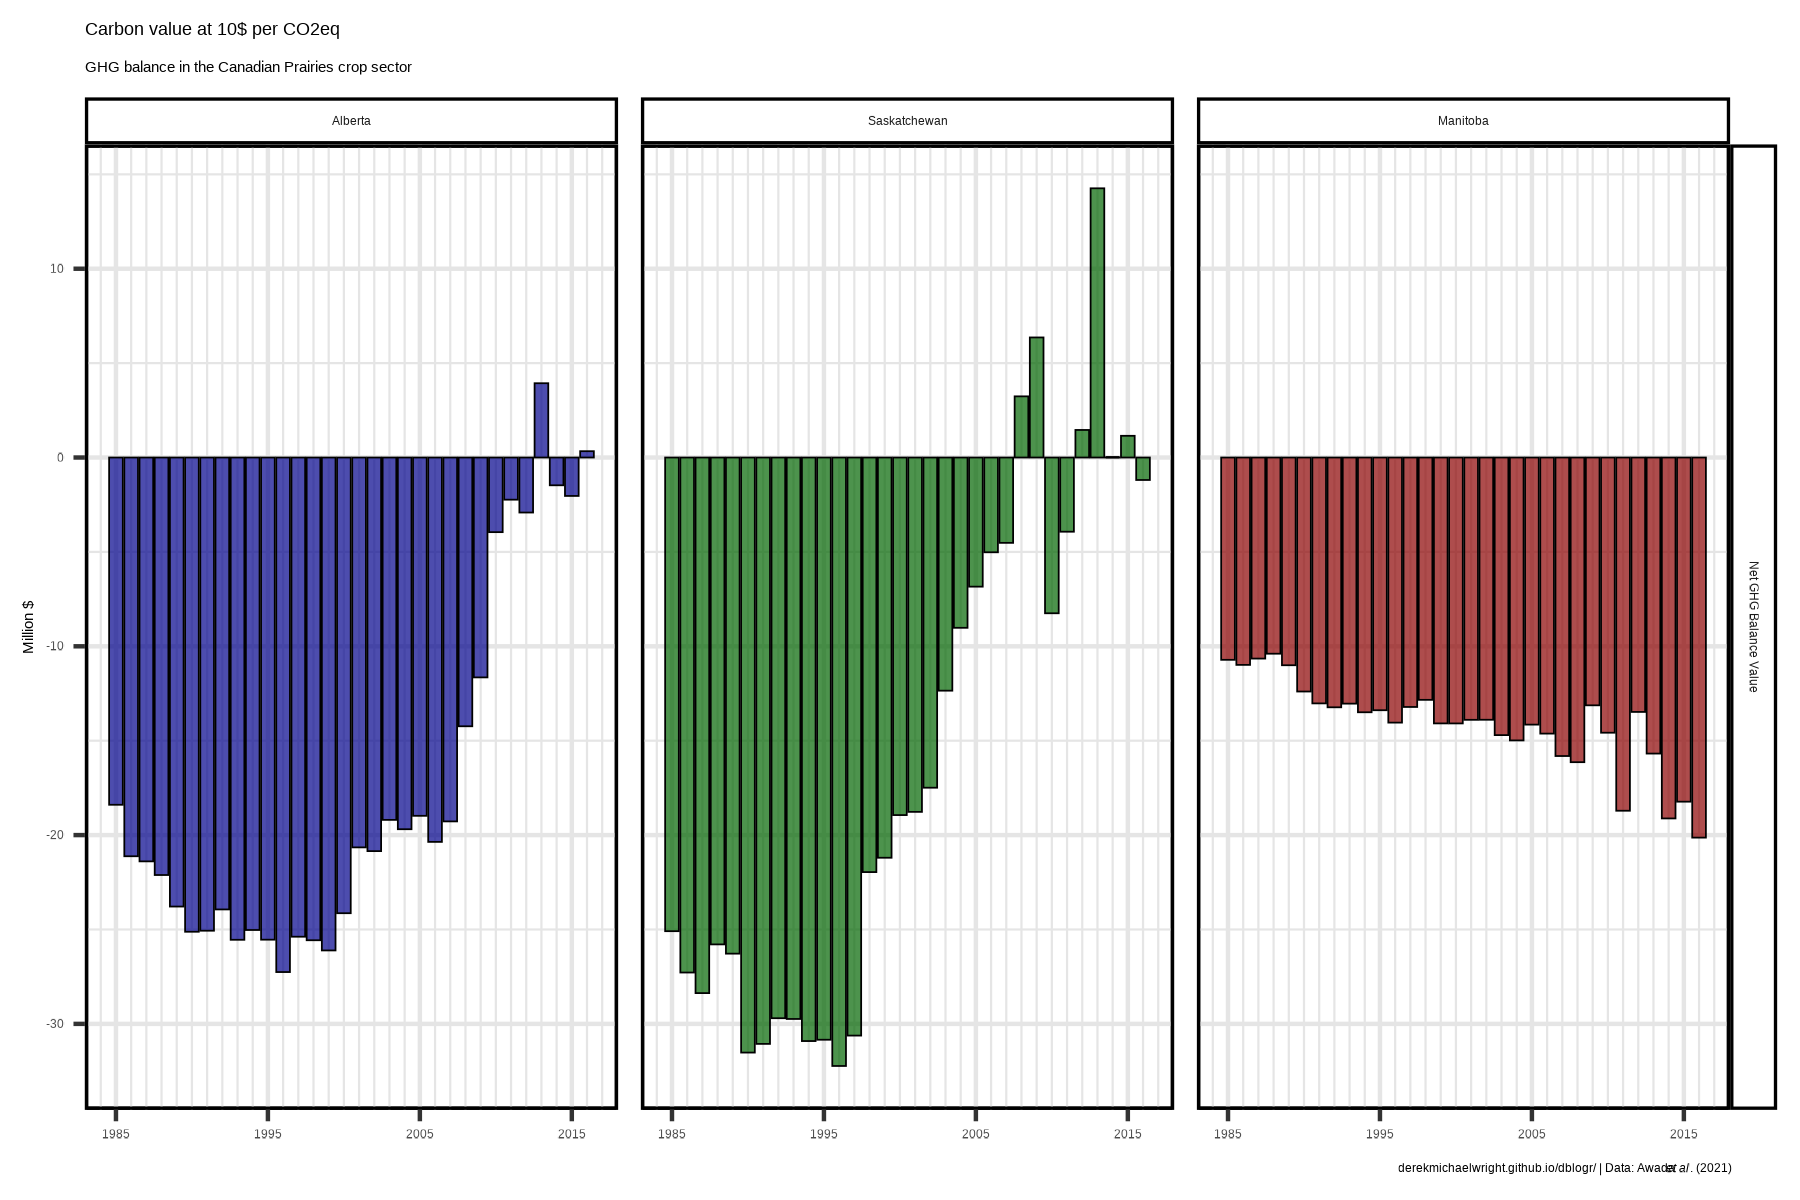 Carbon value at 10$ per CO2eq
GHG balance in the Canadian Prairies crop sector
Alberta
Saskatchewan
Manitoba
Million $
10
0
-10
-20
-30
Net GHG Balance Value
1985 1995 2005 2015
1985 1995 2005 2015
1985 1995 2005 2015
derekmichaelwright.github.io/dblogr/ | Data: Awada et al. (2021)